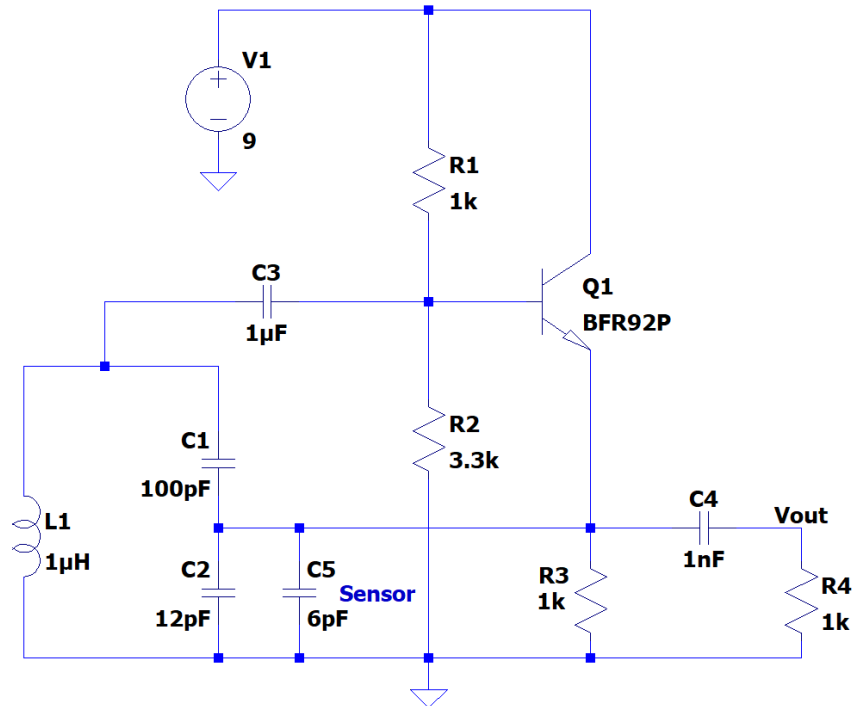 V1
+
−
9
R1
1k
C3
1µF
Q1
BFR92P
R2
3.3k
C1
100pF
L1
1µH
C2
12pF
C5
Sensor
6pF
C4
1nF
Vout
R3
1k
R4
1k